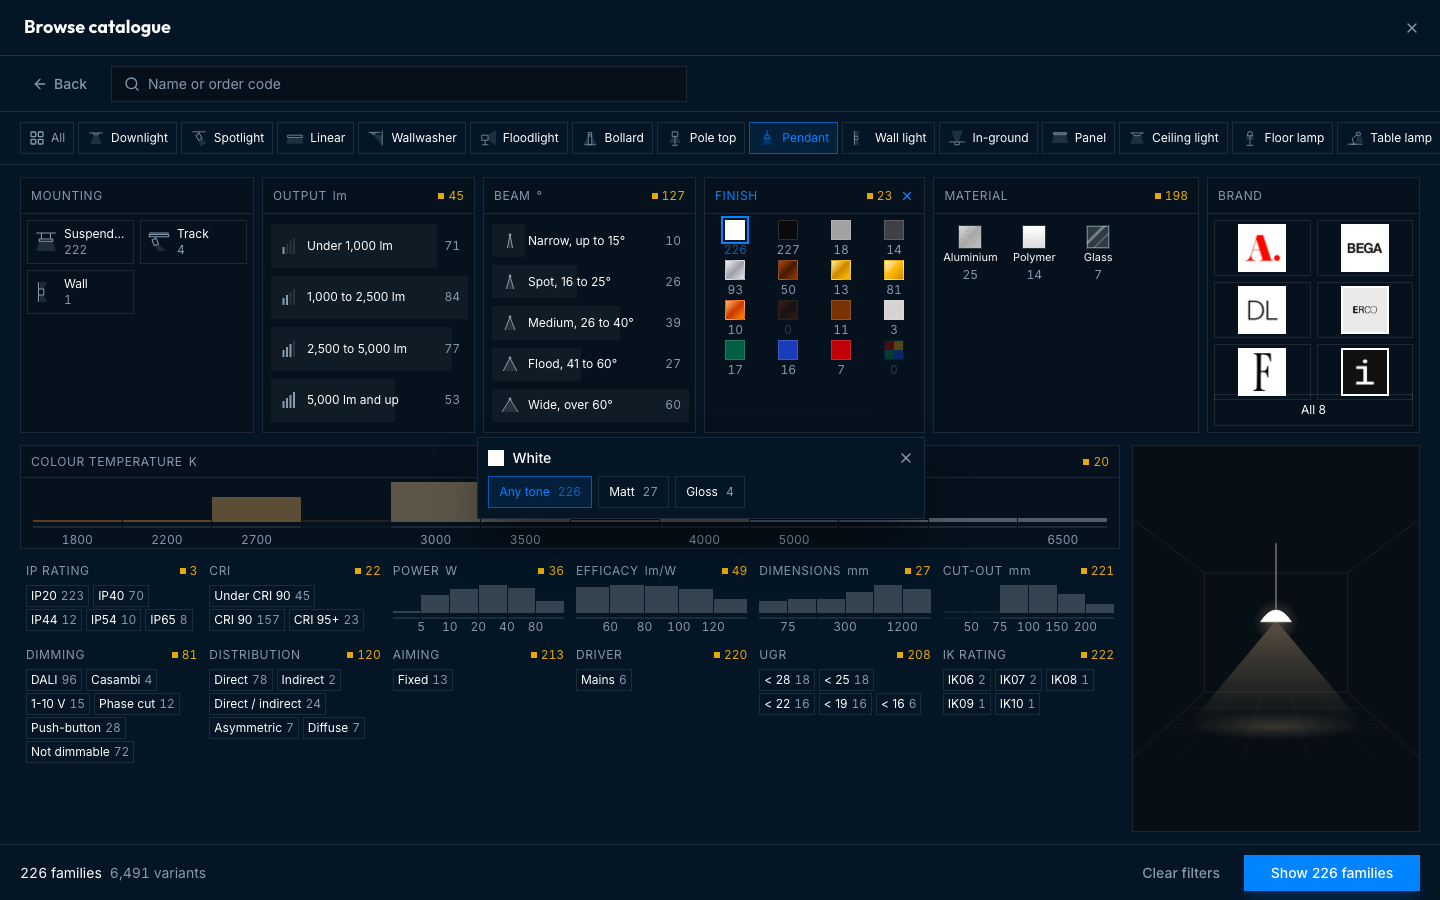 Browse catalogue
Back
Name or order code
All Downlight Spotlight Linear Wallwasher Floodlight Bollard Pole top Pendant Wall light In-ground Panel Ceiling light Floor lamp Table lamp
MOUNTING
Suspend... 222
Track 4
Wall 1
OUTPUT lm 45
Under 1,000 lm 71
1,000 to 2,500 lm 84
2,500 to 5,000 lm 77
5,000 lm and up 53
BEAM ° 127
Narrow, up to 15° 10
Spot, 16 to 25° 26
Medium, 26 to 40° 39
Flood, 41 to 60° 27
Wide, over 60° 60
FINISH 23
226 227 18 14
93 50 13 81
10 0 11 3
17 16 7 0
MATERIAL 198
Aluminium 25
Polymer 14
Glass 7
BRAND
A. BEGA
DL ERCO
F i
All 8
COLOUR TEMPERATURE K 20
1800 2200 2700 3000 3500 4000 5000 6500
White
Any tone 226 Matt 27 Gloss 4
IP RATING 3
IP20 223 IP40 70
IP44 12 IP54 10 IP65 8
CRI 22
Under CRI 90 45
CRI 90 157 CRI 95+ 23
POWER W 36
5 10 20 40 80
EFFICACY lm/W 49
60 80 100 120
DIMENSIONS mm 27
75 300 1200
CUT-OUT mm 221
50 75 100 150 200
DIMMING 81
DALI 96 Casambi 4
1-10 V 15 Phase cut 12
Push-button 28
Not dimmable 72
DISTRIBUTION 120
Direct 78 Indirect 2
Direct / indirect 24
Asymmetric 7 Diffuse 7
AIMING 213
Fixed 13
DRIVER 220
Mains 6
UGR 208
< 28 18 < 25 18
< 22 16 < 19 16 < 16 6
IK RATING 222
IK06 2 IK07 2 IK08 1
IK09 1 IK10 1
226 families 6,491 variants
Clear filters
Show 226 families